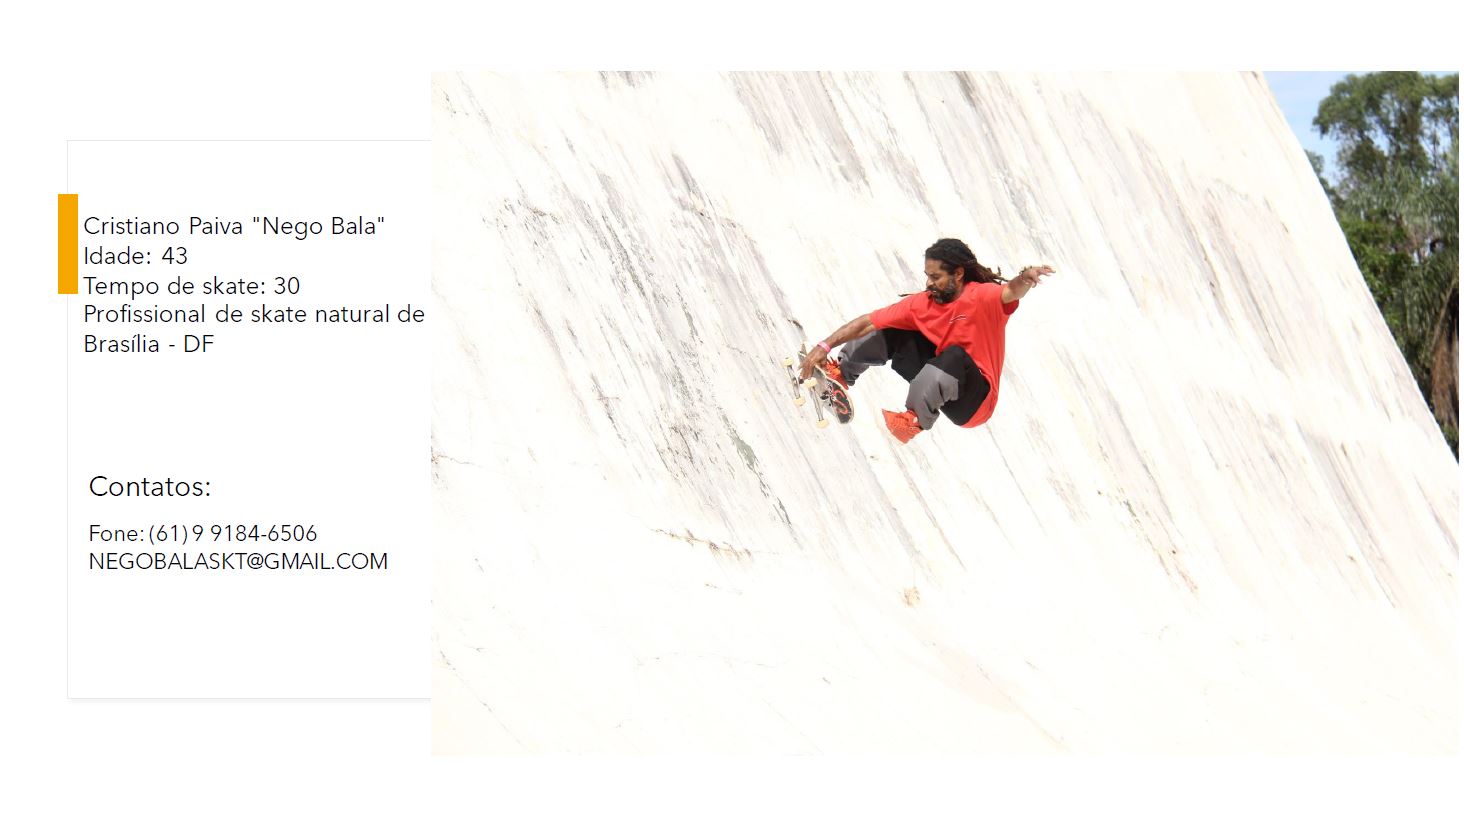 Cristiano Paiva "Nego Bala"
Idade: 43
Tempo de skate: 30
Profissional de skate natural de
Brasília - DF
Contatos:
Fone: (61) 9 9184-6506
NEGOBALASKT@GMAIL.COM